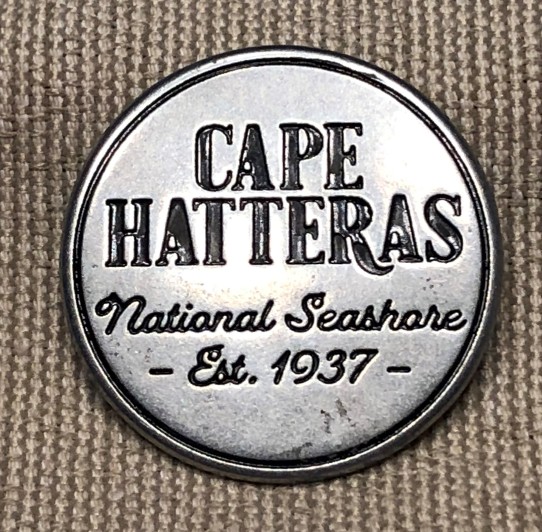 CAPE
HATTERAS
National Seashore
- Est. 1937 -